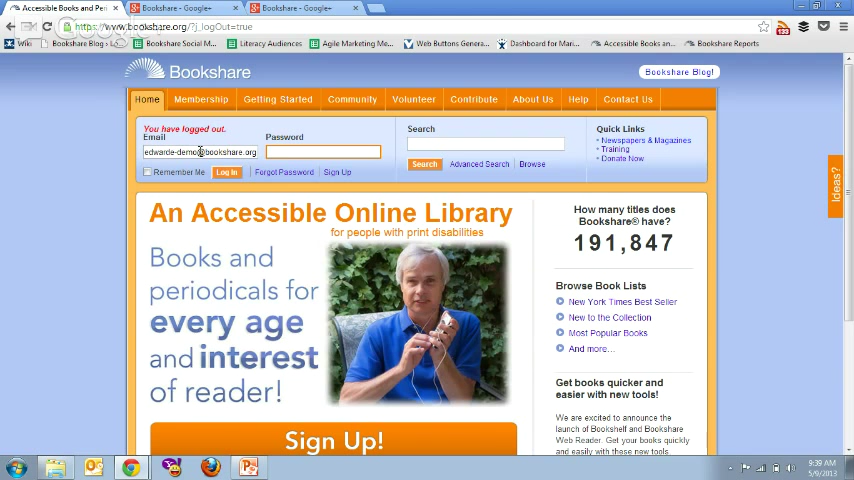 Accessible Books and Peri
Bookshare - Google+
Bookshare - Google+
https://www.bookshare.org/?j_logOut=true
133
Wiki
Bookshare Blog
Bookshare Social M...
Literacy Audiences
Agile Marketing Me...
Web Buttons Genera...
Dashboard for Mari...
Accessible Books an...
Bookshare Reports
Bookshare
Bookshare Blog!
Home
Membership
Getting Started
Community
Volunteer
Contribute
About Us
Help
Contact Us
You have logged out.
Email
Password
edwarde-demo@bookshare.org
Remember Me
Log In
Forgot Password
Sign Up
Search
Search
Advanced Search
Browse
Quick Links
Newspapers & Magazines
Training
Donate Now
Ideas?
An Accessible Online Library
for people with print disabilities
Books and
periodicals for
every age
and interest
of reader!
Sign Up!
How many titles does
Bookshare® have?
191,847
Browse Book Lists
New York Times Best Seller
New to the Collection
Most Popular Books
And more...
Get books quicker and
easier with new tools!
We are excited to announce the
launch of Bookshelf and Bookshare
Web Reader. Get your books quickly
and easily with these new tools.
9:39 AM
5/9/2013